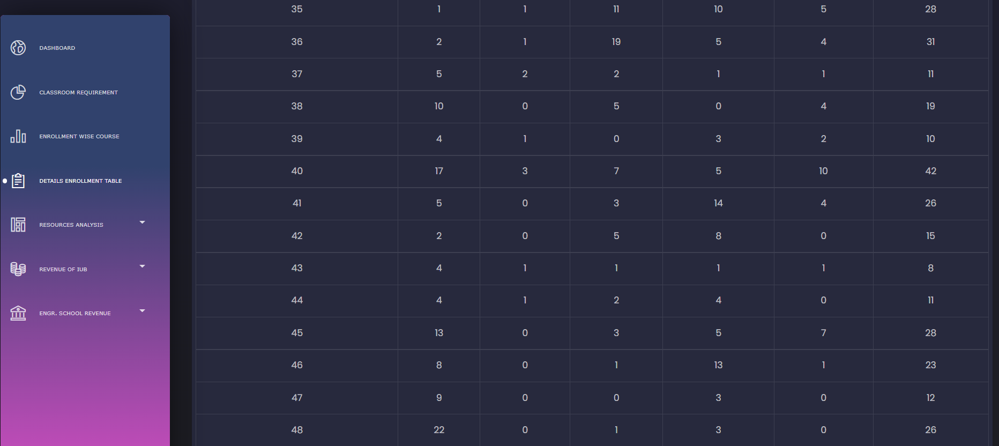 DASHBOARD
CLASSROOM REQUIREMENT
ENROLLMENT WISE COURSE
DETAILS ENROLLMENT TABLE
RESOURCES ANALYSIS
REVENUE OF IUB
ENGR. SCHOOL REVENUE
35 1 1 11 10 5 28
36 2 1 19 5 4 31
37 5 2 2 1 1 11
38 10 0 5 0 4 19
39 4 1 0 3 2 10
40 17 3 7 5 10 42
41 5 0 3 14 4 26
42 2 0 5 8 0 15
43 4 1 1 1 1 8
44 4 1 2 4 0 11
45 13 0 3 5 7 28
46 8 0 1 13 1 23
47 9 0 0 3 0 12
48 22 0 1 3 0 26